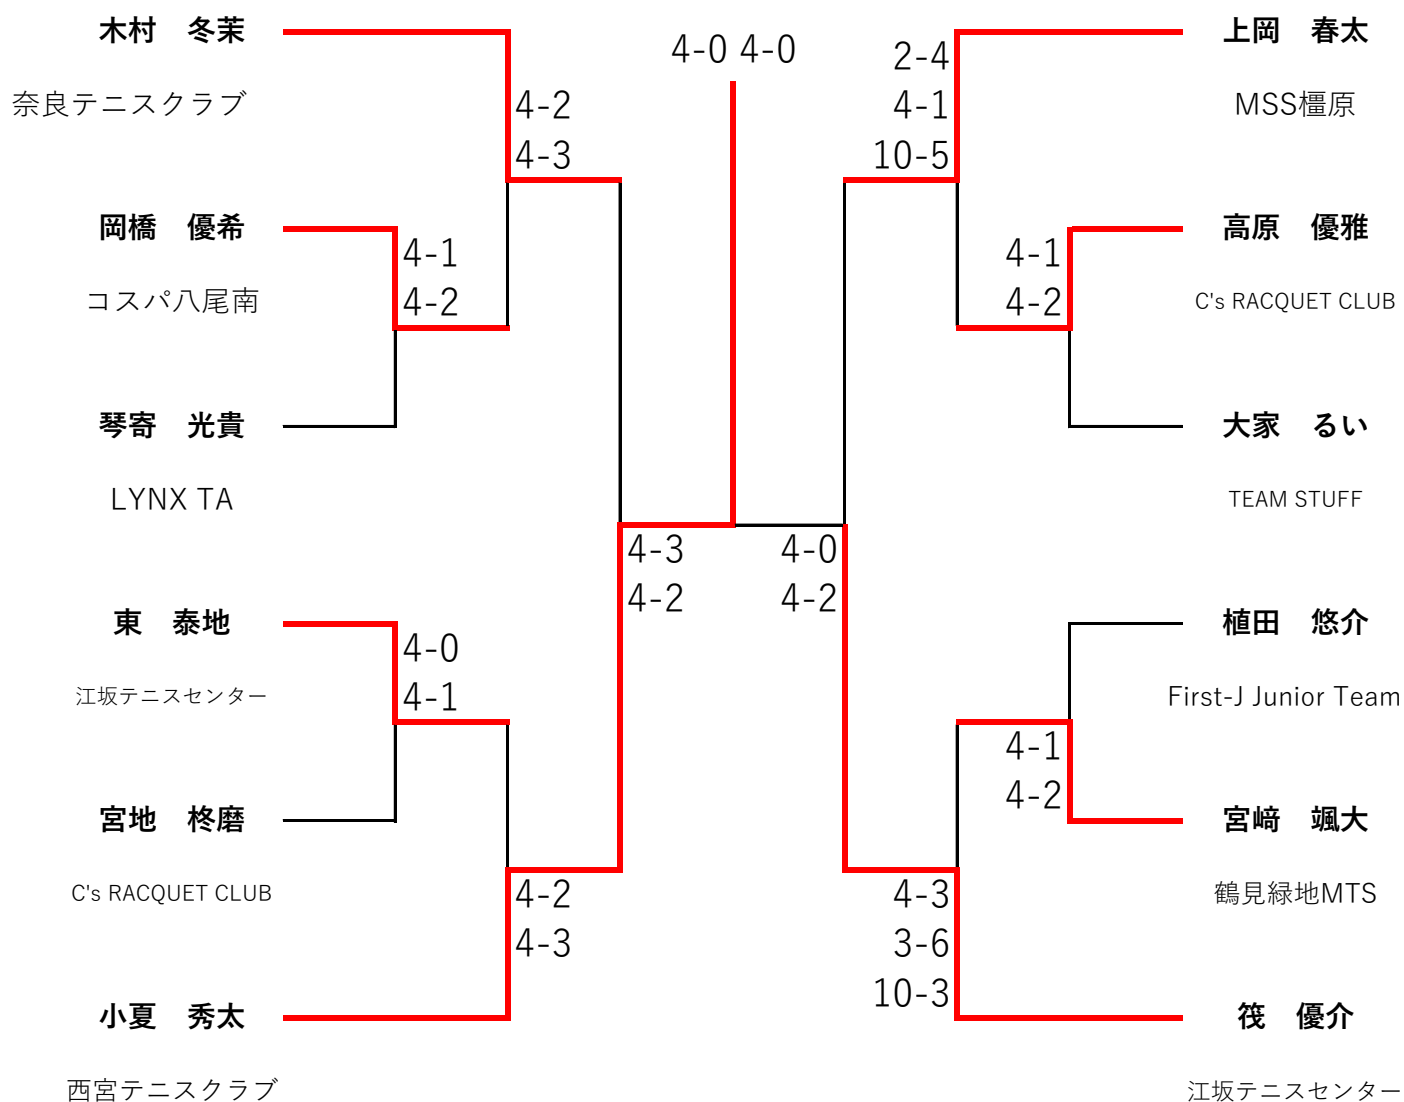 木村　冬茉
奈良テニスクラブ
4-2
4-3
岡橋　優希
コスパ八尾南
4-1
4-2
琴寄　光貴
LYNX TA
東　泰地
江坂テニスセンター
4-0
4-1
宮地　柊磨
C's RACQUET CLUB
4-2
4-3
小夏　秀太
西宮テニスクラブ
4-3
4-2
4-0 4-0
4-0
4-2
上岡　春太
MSS橿原
2-4
4-1
10-5
高原　優雅
C's RACQUET CLUB
4-1
4-2
大家　るい
TEAM STUFF
植田　悠介
First-J Junior Team
4-1
4-2
宮﨑　颯大
鶴見緑地MTS
4-3
3-6
10-3
筏　優介
江坂テニスセンター